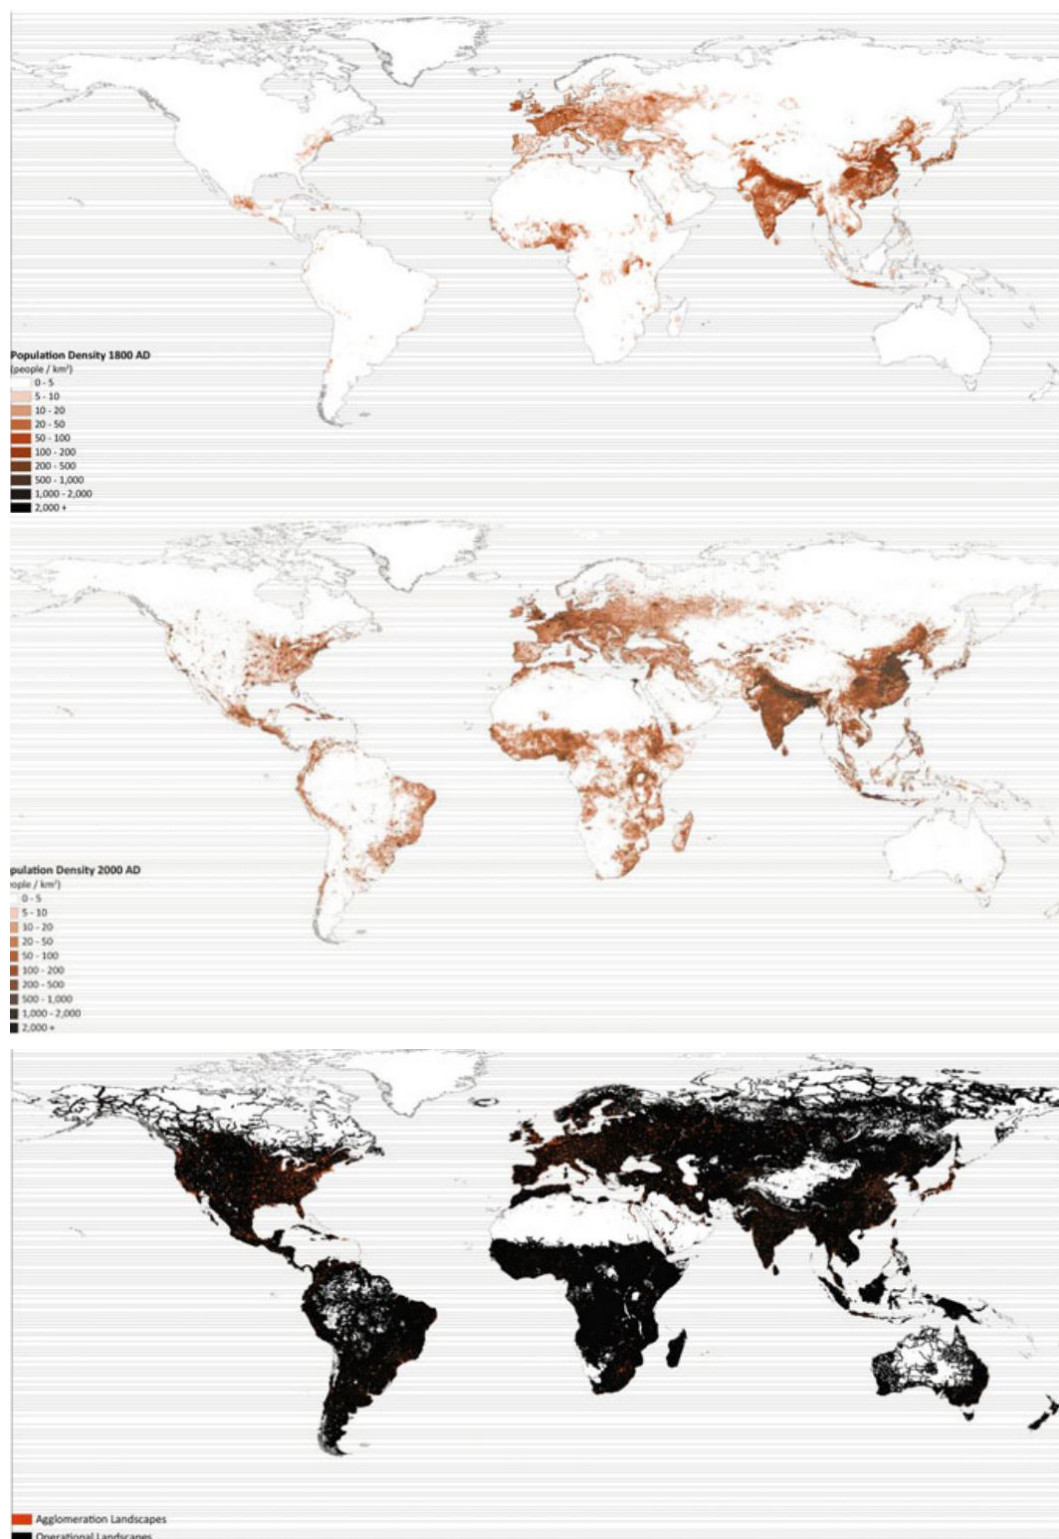 Population Density 1800 AD
(people / km²)
0 - 5
5 - 10
10 - 20
20 - 50
50 - 100
100 - 200
200 - 500
500 - 1,000
1,000 - 2,000
2,000 +
pulation Density 2000 AD
ople / km²)
0 - 5
5 - 10
10 - 20
20 - 50
50 - 100
100 - 200
200 - 500
500 - 1,000
1,000 - 2,000
2,000 +
Agglomeration Landscapes
Operational Landscapes